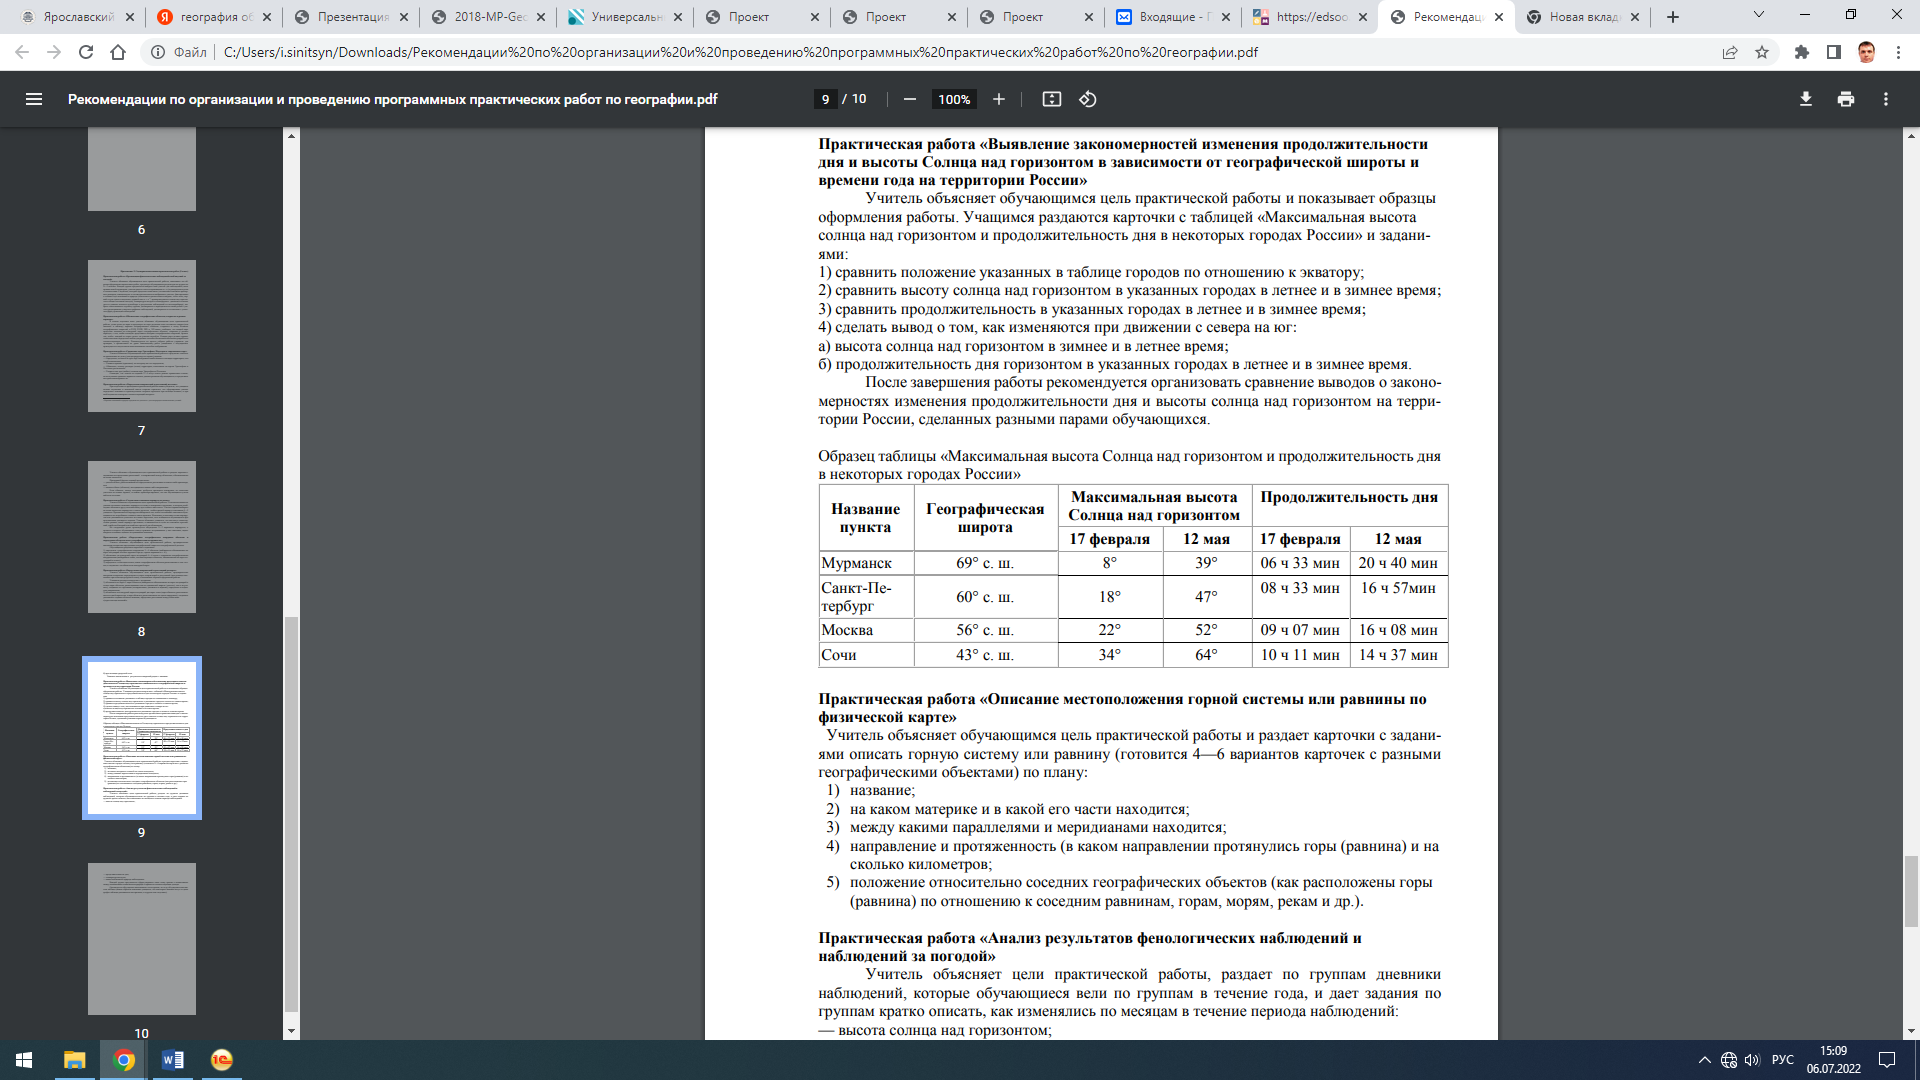 Ярославский
география об
Презентация
2018-MP-Geo
Универсальн
Проект
Проект
Проект
Входящие - П
https://edsoo
Рекомендаци
Новая вклад
Файл
C:/Users/i.sinitsyn/Downloads/Рекомендации%20по%20организации%20и%20проведению%20программных%20практических%20работ%20по%20географии.pdf
Рекомендации по организации и проведению программных практических работ по географии.pdf
9 / 10
100%
6
7
8
9
10
Практическая работа «Выявление закономерностей изменения продолжительности
дня и высоты Солнца над горизонтом в зависимости от географической широты и
времени года на территории России»
Учитель объясняет обучающимся цель практической работы и показывает образцы
оформления работы. Учащимся раздаются карточки с таблицей «Максимальная высота
солнца над горизонтом и продолжительность дня в некоторых городах России» и задани-
ями:
1) сравнить положение указанных в таблице городов по отношению к экватору;
2) сравнить высоту солнца над горизонтом в указанных городах в летнее и в зимнее время;
3) сравнить продолжительность в указанных городах в летнее и в зимнее время;
4) сделать вывод о том, как изменяются при движении с севера на юг:
а) высота солнца над горизонтом в зимнее и в летнее время;
б) продолжительность дня горизонтом в указанных городах в летнее и в зимнее время.
После завершения работы рекомендуется организовать сравнение выводов о законо-
мерностях изменения продолжительности дня и высоты солнца над горизонтом на терри-
тории России, сделанных разными парами обучающихся.
Образец таблицы «Максимальная высота Солнца над горизонтом и продолжительность дня
в некоторых городах России»
Название пункта
Географическая широта
Максимальная высота Солнца над горизонтом
Продолжительность дня
17 февраля 12 мая 17 февраля 12 мая
Мурманск 69° с. ш. 8° 39° 06 ч 33 мин 20 ч 40 мин
Санкт-Пе-
тербург 60° с. ш. 18° 47° 08 ч 33 мин 16 ч 57мин
Москва 56° с. ш. 22° 52° 09 ч 07 мин 16 ч 08 мин
Сочи 43° с. ш. 34° 64° 10 ч 11 мин 14 ч 37 мин
Практическая работа «Описание местоположения горной системы или равнины по
физической карте»
Учитель объясняет обучающимся цель практической работы и раздает карточки с задани-
ями описать горную систему или равнину (готовится 4—6 вариантов карточек с разными
географическими объектами) по плану:
1) название;
2) на каком материке и в какой его части находится;
3) между какими параллелями и меридианами находится;
4) направление и протяженность (в каком направлении протянулись горы (равнина) и на
сколько километров;
5) положение относительно соседних географических объектов (как расположены горы
(равнина) по отношению к соседним равнинам, горам, морям, рекам и др.).
Практическая работа «Анализ результатов фенологических наблюдений и
наблюдений за погодой»
Учитель объясняет цели практической работы, раздает по группам дневники
наблюдений, которые обучающиеся вели по группам в течение года, и дает задания по
группам кратко описать, как изменялись по месяцам в течение периода наблюдений:
— высота солнца над горизонтом;
РУС
15:09
06.07.2022